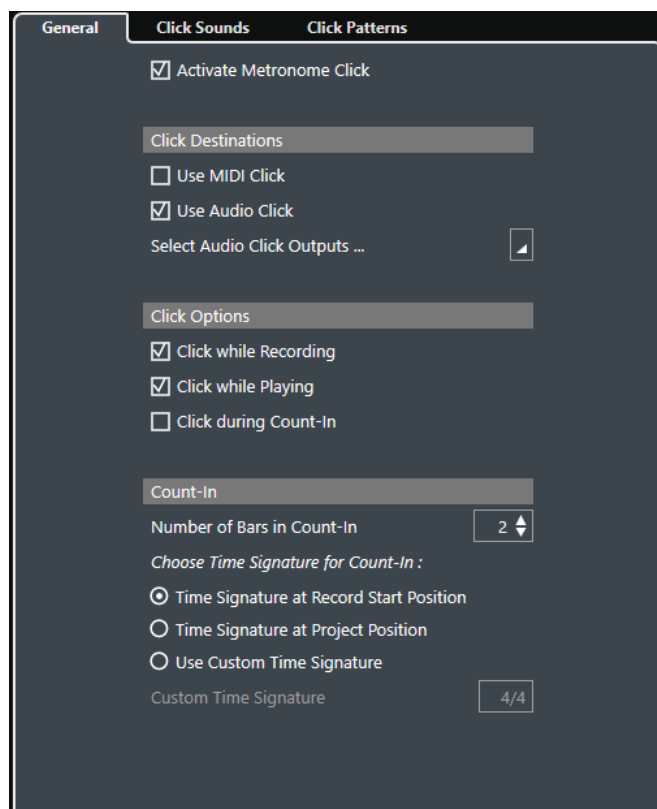 General Click Sounds Click Patterns
Activate Metronome Click
Click Destinations
Use MIDI Click
Use Audio Click
Select Audio Click Outputs ...
Click Options
Click while Recording
Click while Playing
Click during Count-In
Count-In
Number of Bars in Count-In 2
Choose Time Signature for Count-In :
Time Signature at Record Start Position
Time Signature at Project Position
Use Custom Time Signature
Custom Time Signature 4/4